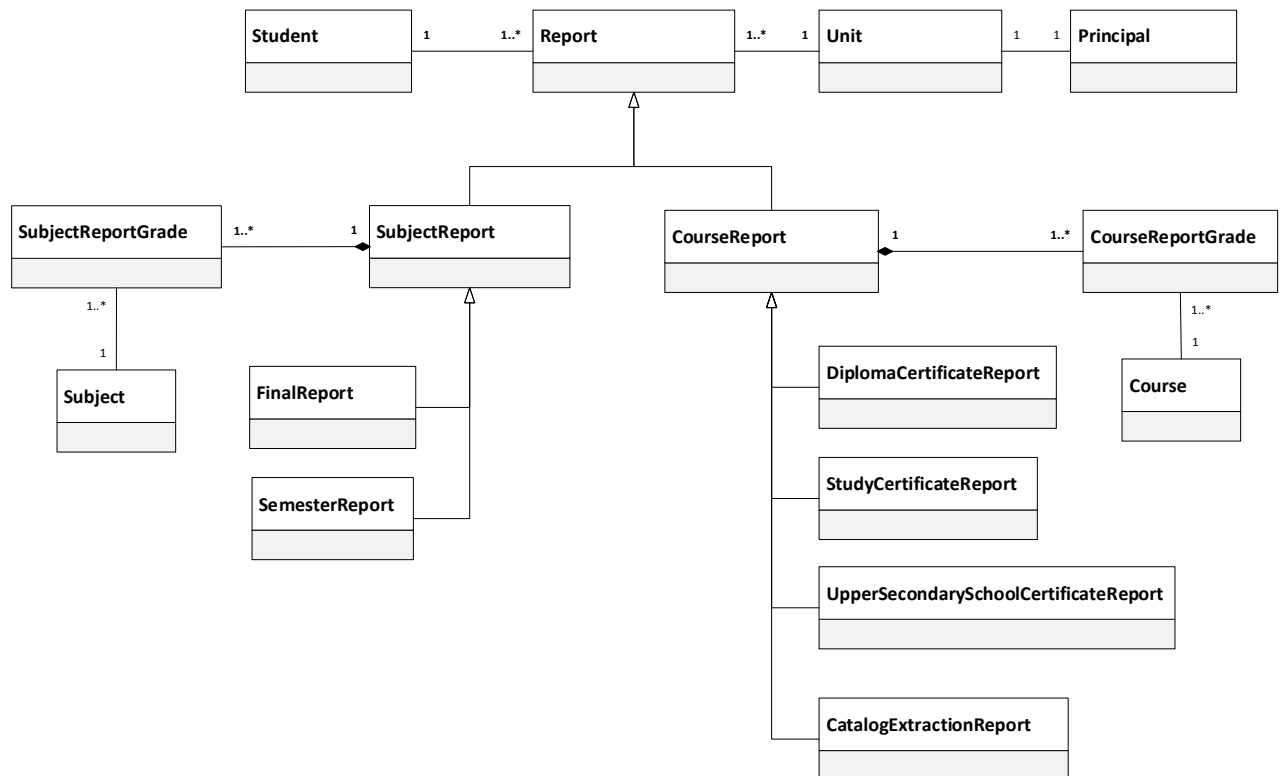 Student
1
1..*
Report
1..*
1
Unit
1
1
Principal
SubjectReportGrade
1..*
1
SubjectReport
CourseReport
1
1..*
CourseReportGrade
1..*
1
Subject
1..*
1
Course
FinalReport
SemesterReport
DiplomaCertificateReport
StudyCertificateReport
UpperSecondarySchoolCertificateReport
CatalogExtractionReport